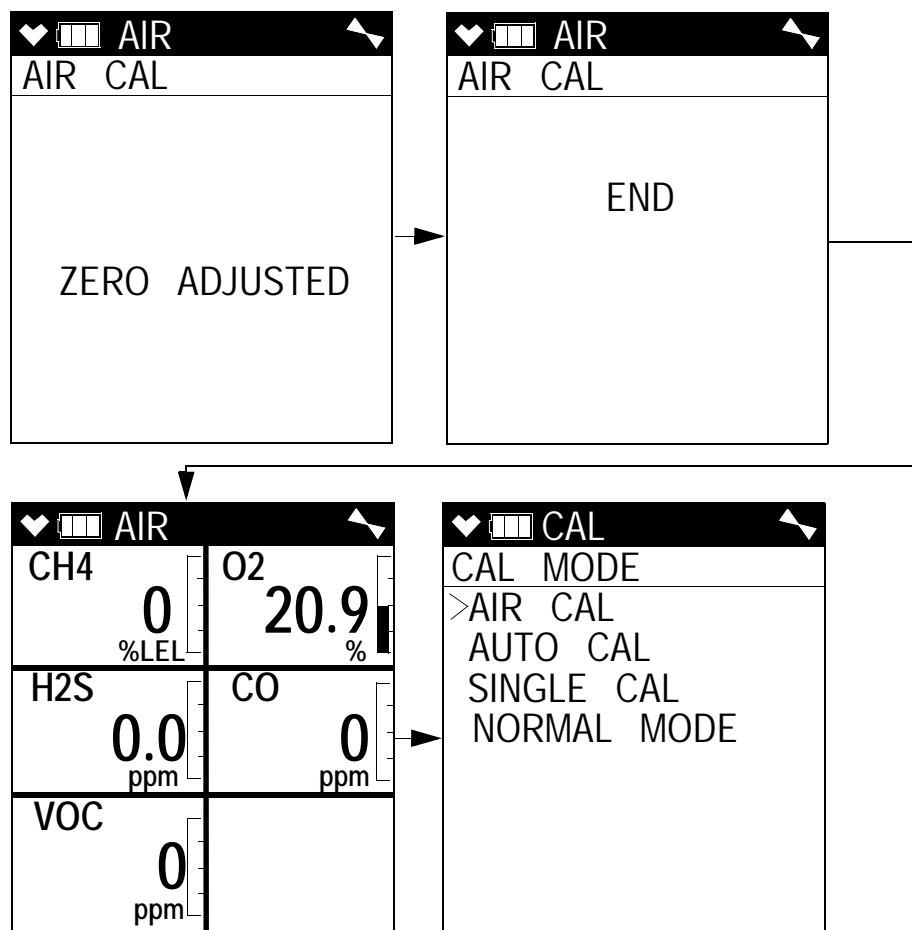 AIR
AIR CAL
ZERO ADJUSTED
AIR
AIR CAL
END
AIR
CH4
0
%LEL
O2
20.9
%
H2S
0.0
ppm
CO
0
ppm
VOC
0
ppm
CAL
CAL MODE
>AIR CAL
AUTO CAL
SINGLE CAL
NORMAL MODE